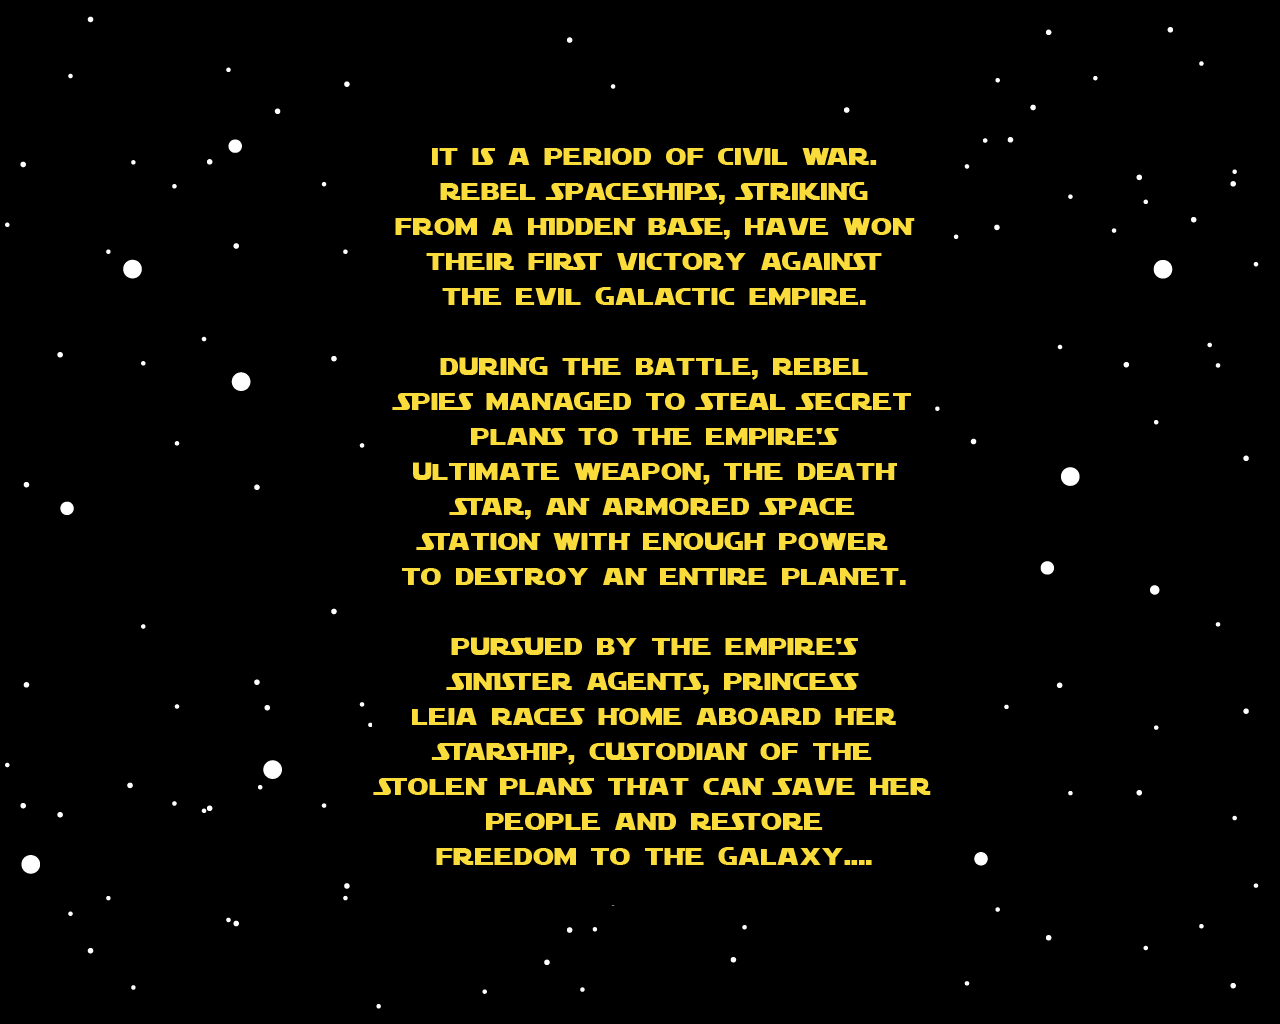 IT IS A PERIOD OF CIVIL WAR.
REBEL SPACESHIPS, STRIKING
FROM A HIDDEN BASE, HAVE WON
THEIR FIRST VICTORY AGAINST
THE EVIL GALACTIC EMPIRE.
DURING THE BATTLE, REBEL
SPIES MANAGED TO STEAL SECRET
PLANS TO THE EMPIRE'S
ULTIMATE WEAPON, THE DEATH
STAR, AN ARMORED SPACE
STATION WITH ENOUGH POWER
TO DESTROY AN ENTIRE PLANET.
PURSUED BY THE EMPIRE'S
SINISTER AGENTS, PRINCESS
LEIA RACES HOME ABOARD HER
STARSHIP, CUSTODIAN OF THE
STOLEN PLANS THAT CAN SAVE HER
PEOPLE AND RESTORE
FREEDOM TO THE GALAXY....